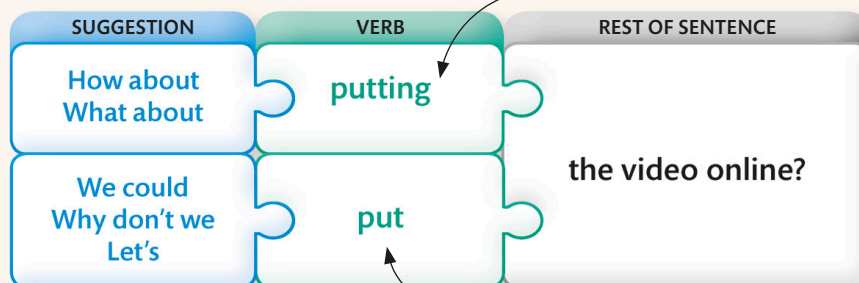 SUGGESTION
VERB
REST OF SENTENCE
How about
What about
putting
We could
Why don't we
Let's
put
the video online?